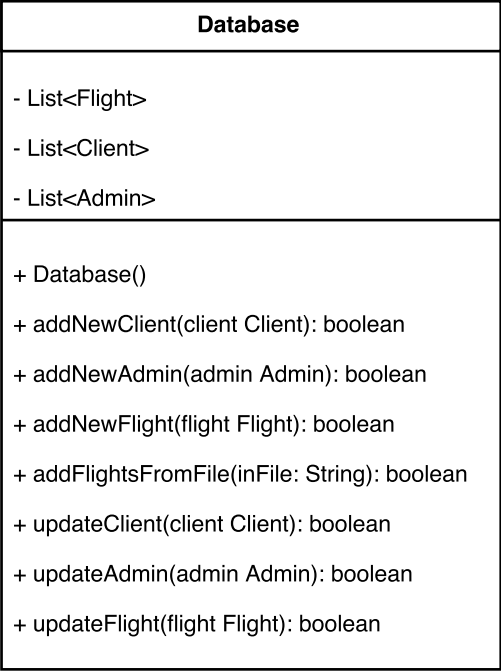 Database
- List<Flight>
- List<Client>
- List<Admin>
+ Database()
+ addNewClient(client Client): boolean
+ addNewAdmin(admin Admin): boolean
+ addNewFlight(flight Flight): boolean
+ addFlightsFromFile(inFile: String): boolean
+ updateClient(client Client): boolean
+ updateAdmin(admin Admin): boolean
+ updateFlight(flight Flight): boolean